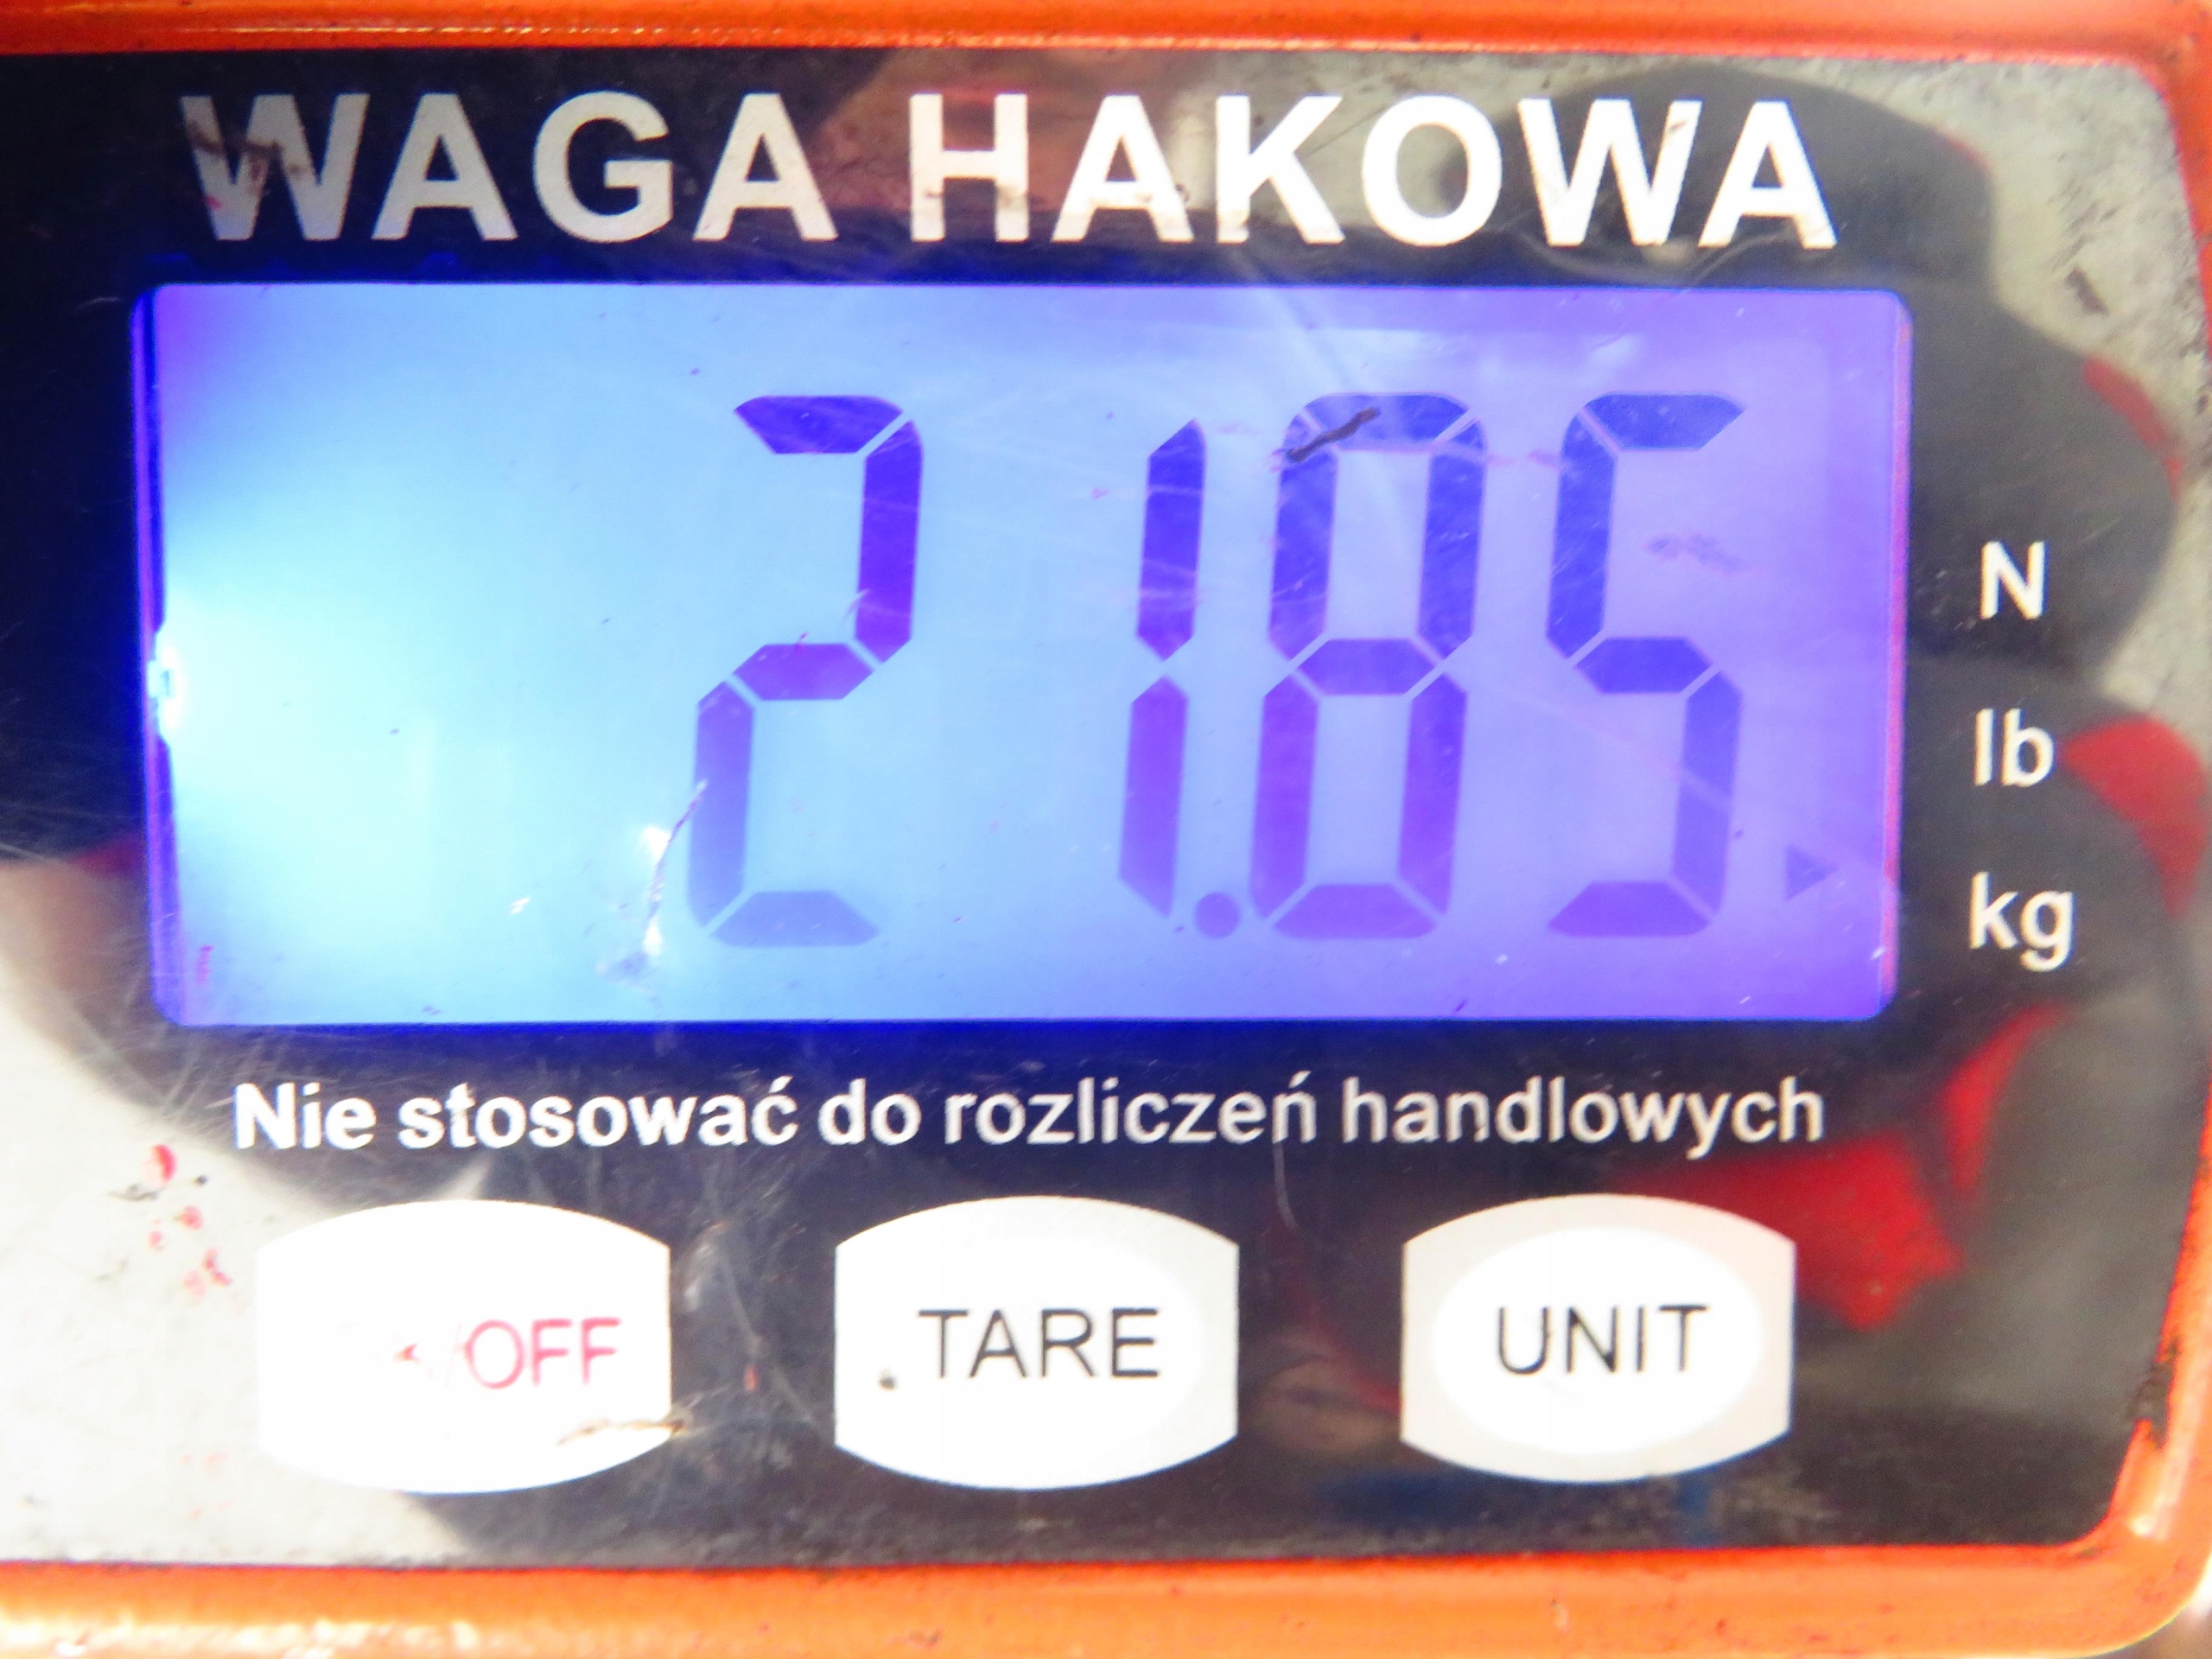 WAGA HAKOWA
21.85
N
lb
kg
Nie stosować do rozliczeń handlowych
/OFF
TARE
UNIT